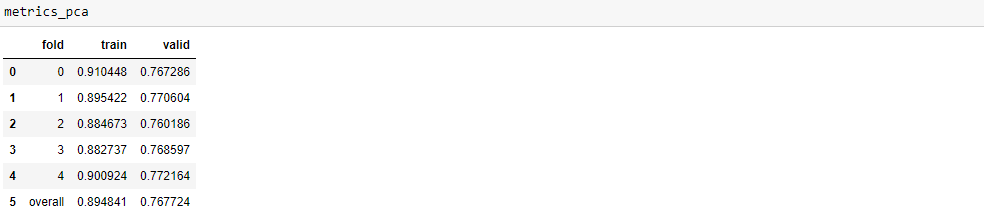 metrics_pca
fold train valid
0 0 0.910448 0.767286
1 1 0.895422 0.770604
2 2 0.884673 0.760186
3 3 0.882737 0.768597
4 4 0.900924 0.772164
5 overall 0.894841 0.767724